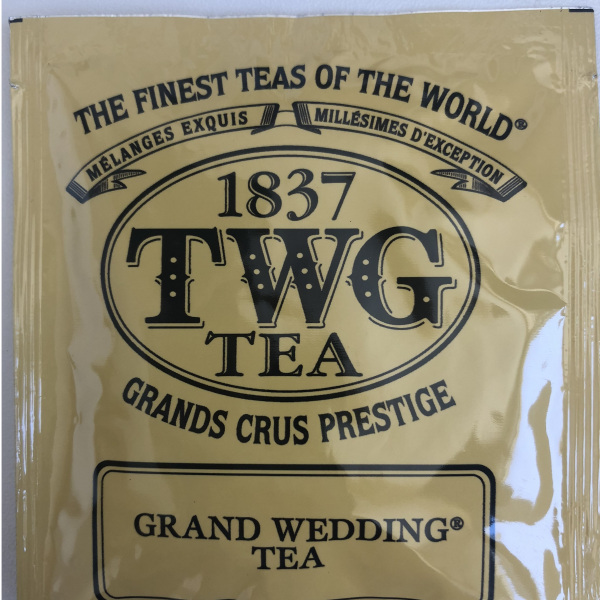 THE FINEST TEAS OF THE WORLD®
MÉLANGES EXQUIS
MILLÉSIMES D'EXCEPTION
1837
TWG
TEA
GRANDS CRUS PRESTIGE
GRAND WEDDING®
TEA